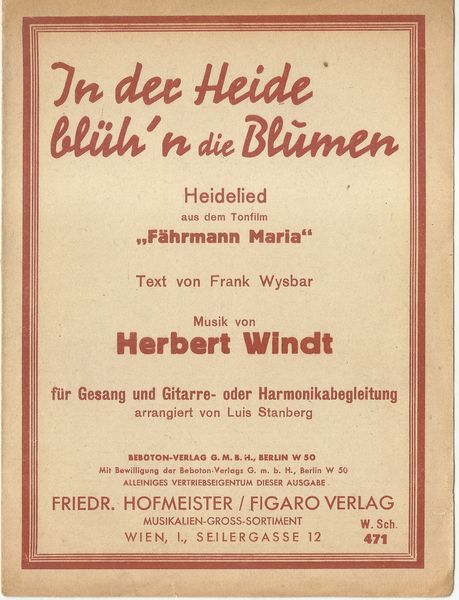 In der Heide
blüh'n die Blumen
Heidelied
aus dem Tonfilm
„Fährmann Maria“
Text von Frank Wysbar
Musik von
Herbert Windt
für Gesang und Gitarre- oder Harmonikabegleitung
arrangiert von Luis Stanberg
BEBOTON-VERLAG G. M. B. H., BERLIN W 50
Mit Bewilligung der Beboton-Verlags G. m. b. H., Berlin W 50
ALLEINIGES VERTRIEBSEIGENTUM DIESER AUSGABE
FRIEDR. HOFMEISTER / FIGARO VERLAG
MUSIKALIEN-GROSS-SORTIMENT
WIEN, I., SEILERGASSE 12
W. Sch.
471